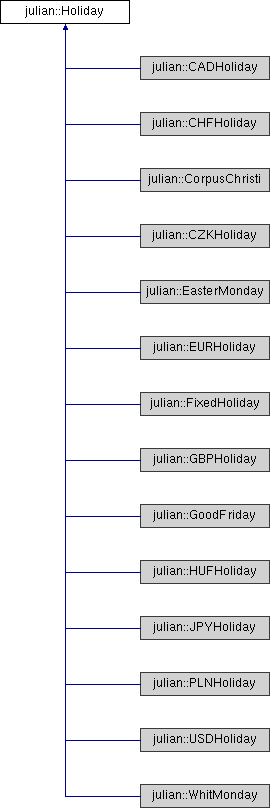 julian::Holiday
julian::CADHoliday
julian::CHFHoliday
julian::CorpusChristi
julian::CZKHoliday
julian::EasterMonday
julian::EURHoliday
julian::FixedHoliday
julian::GBPHoliday
julian::GoodFriday
julian::HUFHoliday
julian::JPYHoliday
julian::PLNHoliday
julian::USDHoliday
julian::WhitMonday